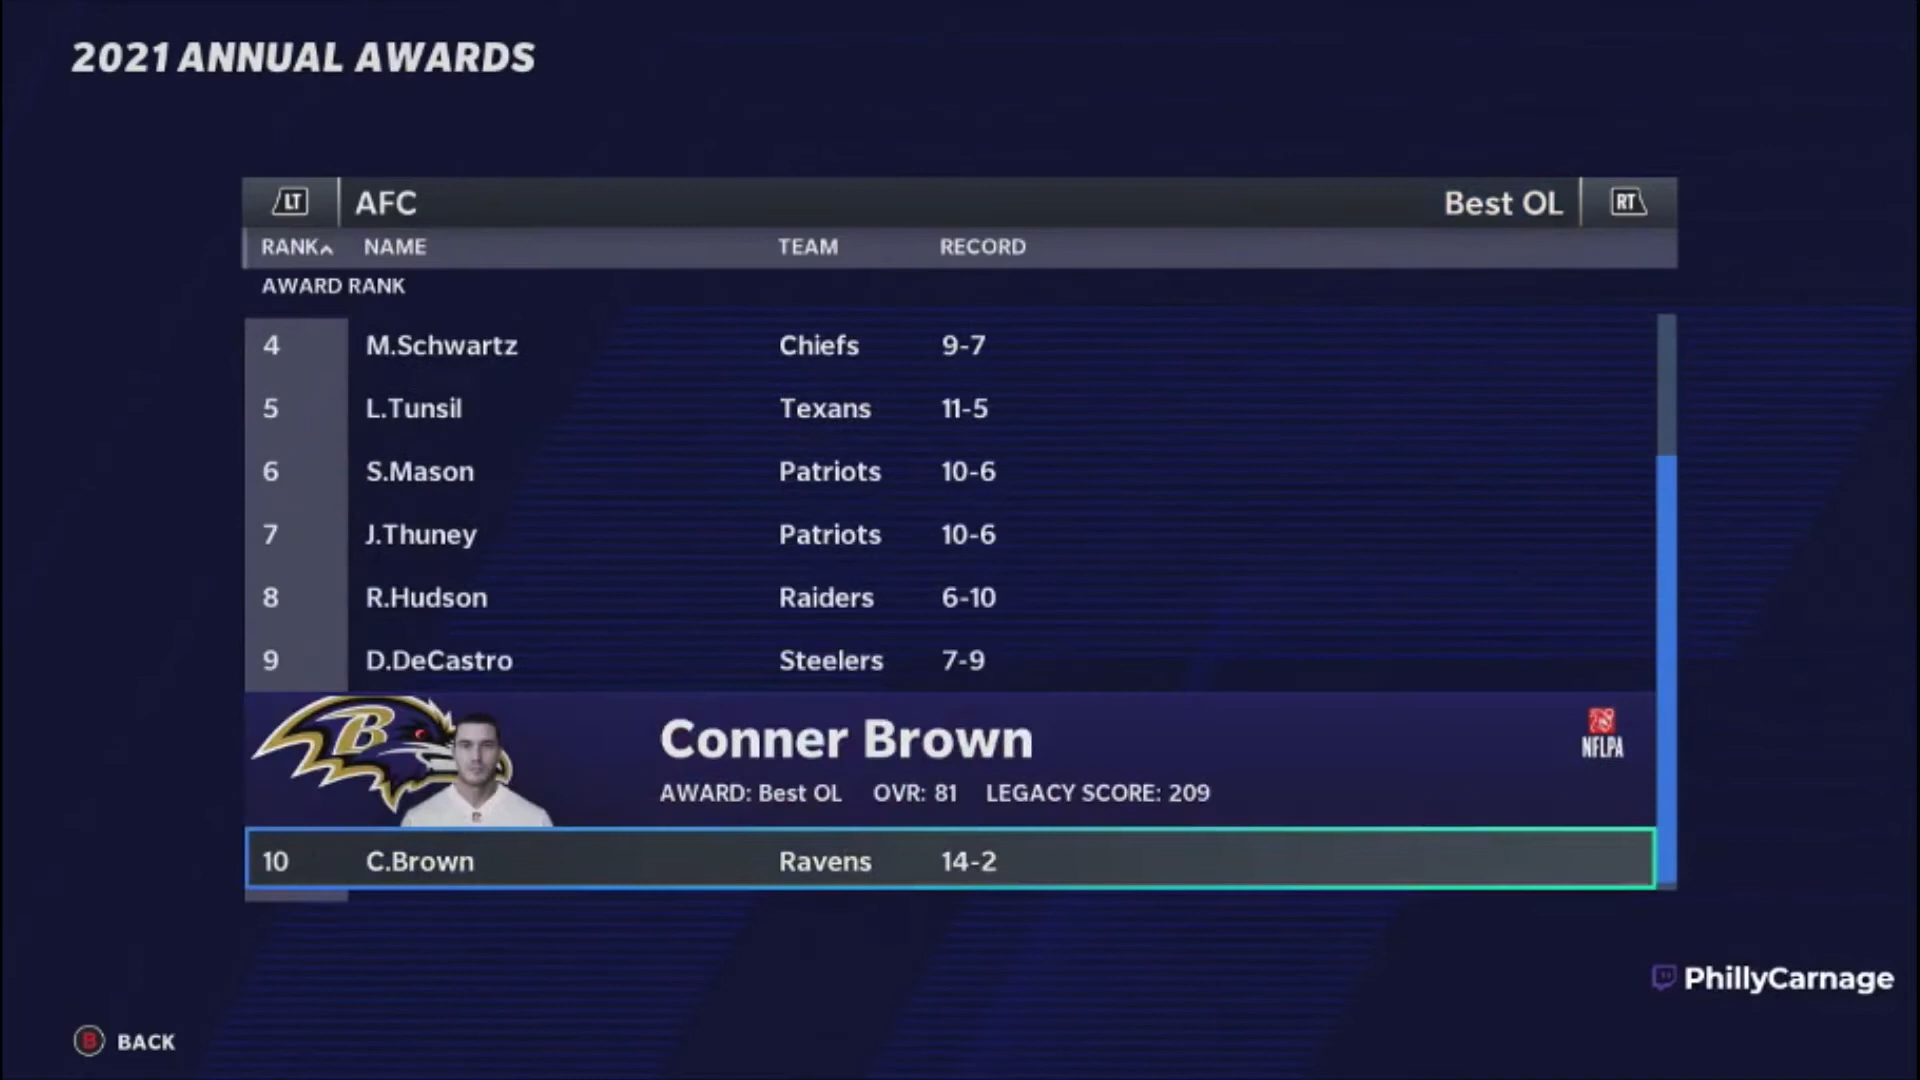 2021 ANNUAL AWARDS
LT AFC Best OL RT
RANK NAME TEAM RECORD
AWARD RANK
4 M.Schwartz Chiefs 9-7
5 L.Tunsil Texans 11-5
6 S.Mason Patriots 10-6
7 J.Thuney Patriots 10-6
8 R.Hudson Raiders 6-10
9 D.DeCastro Steelers 7-9
B
Conner Brown
NFLPA
AWARD: Best OL OVR: 81 LEGACY SCORE: 209
10 C.Brown Ravens 14-2
PhillyCarnage
B BACK